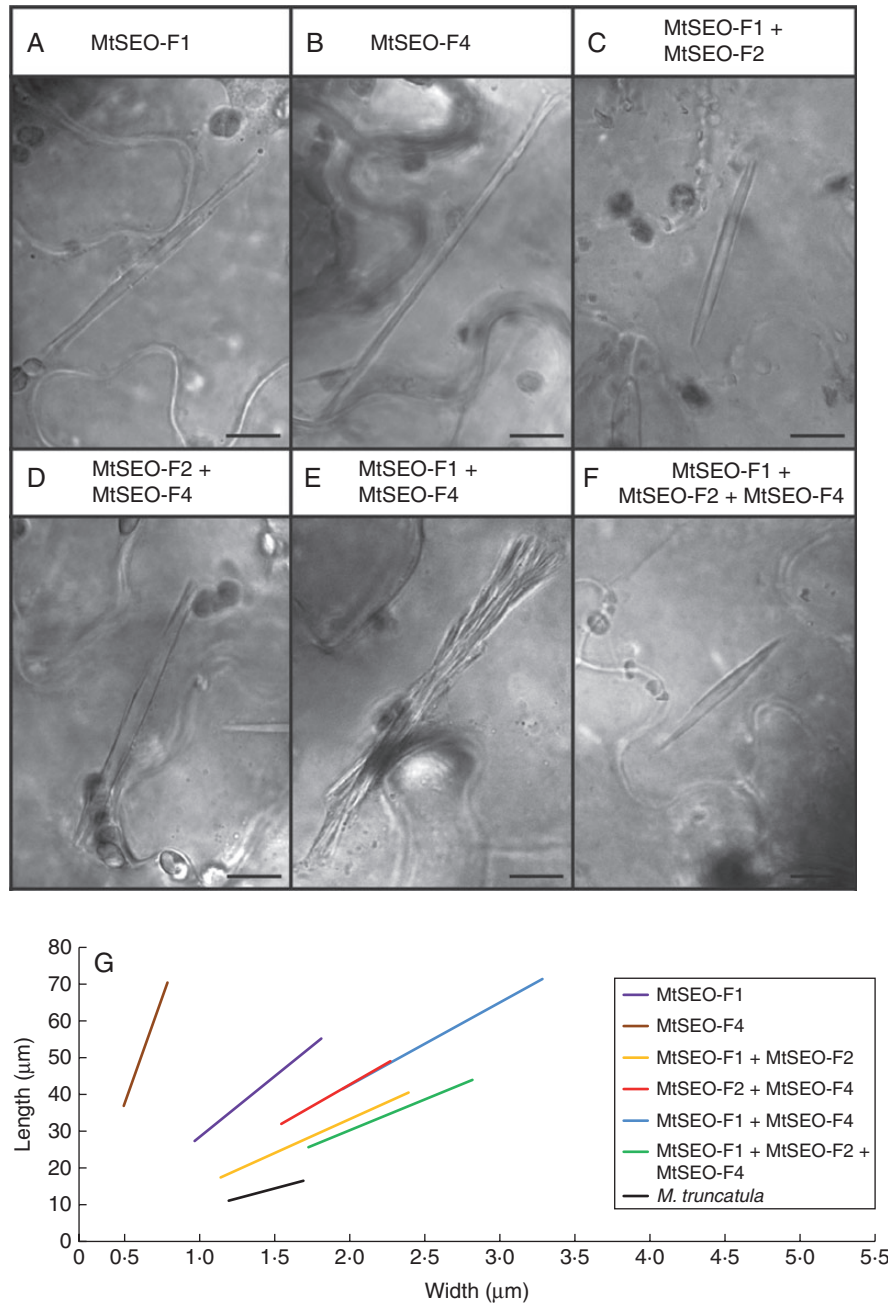 A
MtSEO-F1
B
MtSEO-F4
C
MtSEO-F1 +
MtSEO-F2
D
MtSEO-F2 +
MtSEO-F4
E
MtSEO-F1 +
MtSEO-F4
F
MtSEO-F1 +
MtSEO-F2 + MtSEO-F4
G
Length (μm)
80
70
60
50
40
30
20
10
0
0 0·5 1·0 1·5 2·0 2·5 3·0 3·5 4·0 4·5 5·0 5·5
Width (μm)
MtSEO-F1
MtSEO-F4
MtSEO-F1 + MtSEO-F2
MtSEO-F2 + MtSEO-F4
MtSEO-F1 + MtSEO-F4
MtSEO-F1 + MtSEO-F2 +
MtSEO-F4
M. truncatula